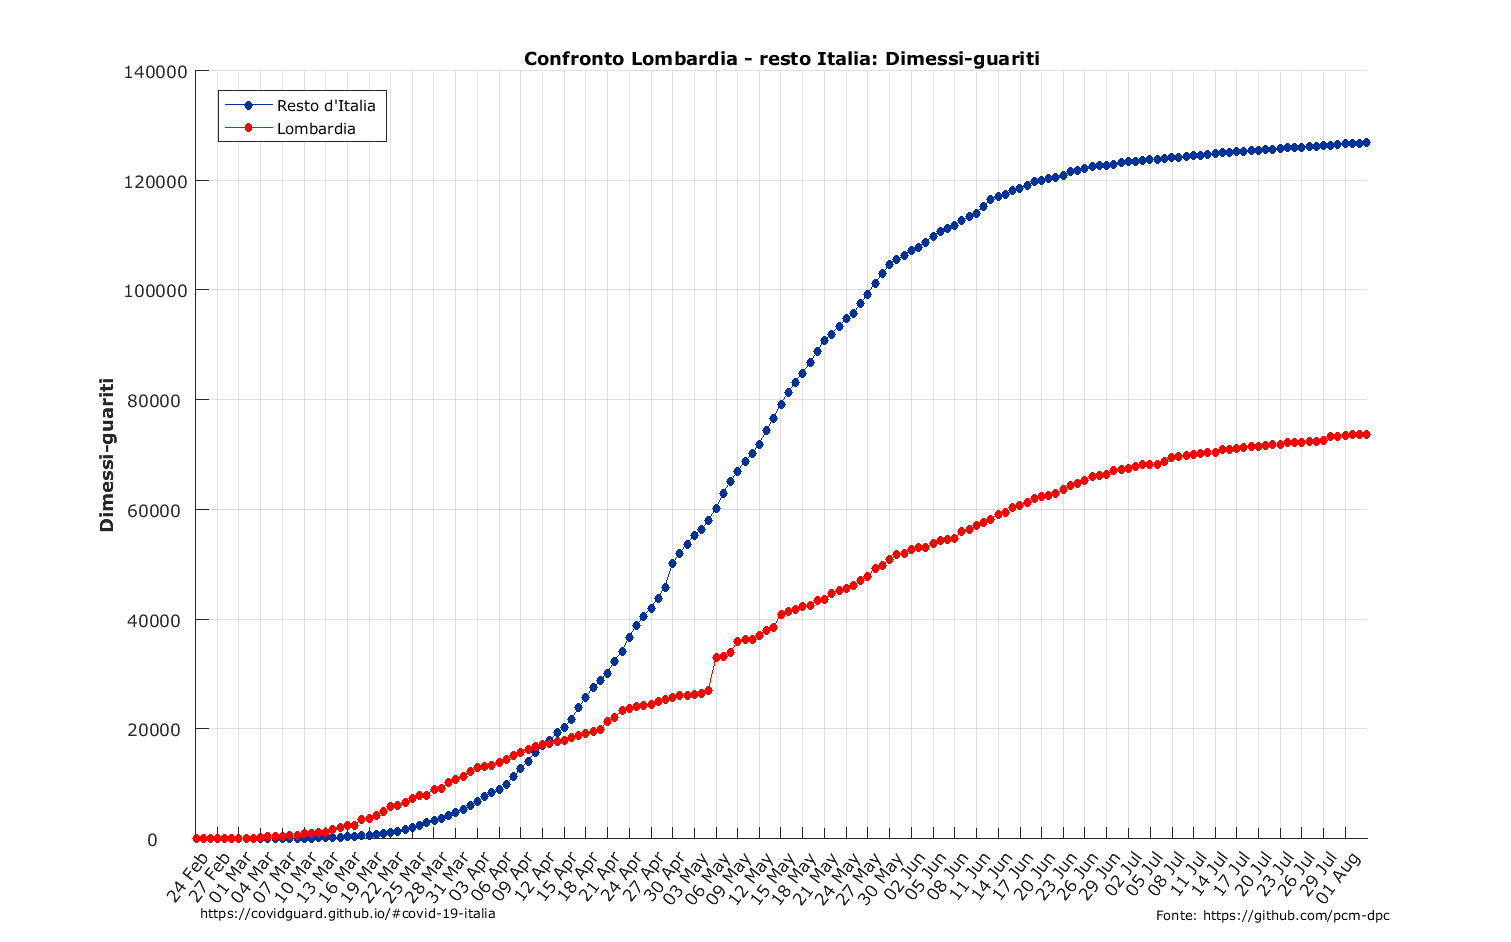 Confronto Lombardia - resto Italia: Dimessi-guariti
140000
120000
100000
80000
60000
40000
20000
0
Dimessi-guariti
Resto d'Italia
Lombardia
24 Feb
27 Feb
01 Mar
04 Mar
07 Mar
10 Mar
13 Mar
16 Mar
19 Mar
22 Mar
25 Mar
28 Mar
31 Mar
03 Apr
06 Apr
09 Apr
12 Apr
15 Apr
18 Apr
21 Apr
24 Apr
27 Apr
30 Apr
03 May
06 May
09 May
12 May
15 May
18 May
21 May
24 May
27 May
30 May
02 Jun
05 Jun
08 Jun
11 Jun
14 Jun
17 Jun
20 Jun
23 Jun
26 Jun
29 Jun
02 Jul
05 Jul
08 Jul
11 Jul
14 Jul
17 Jul
20 Jul
23 Jul
26 Jul
29 Jul
01 Aug
https://covidguard.github.io/#covid-19-italia
Fonte: https://github.com/pcm-dpc